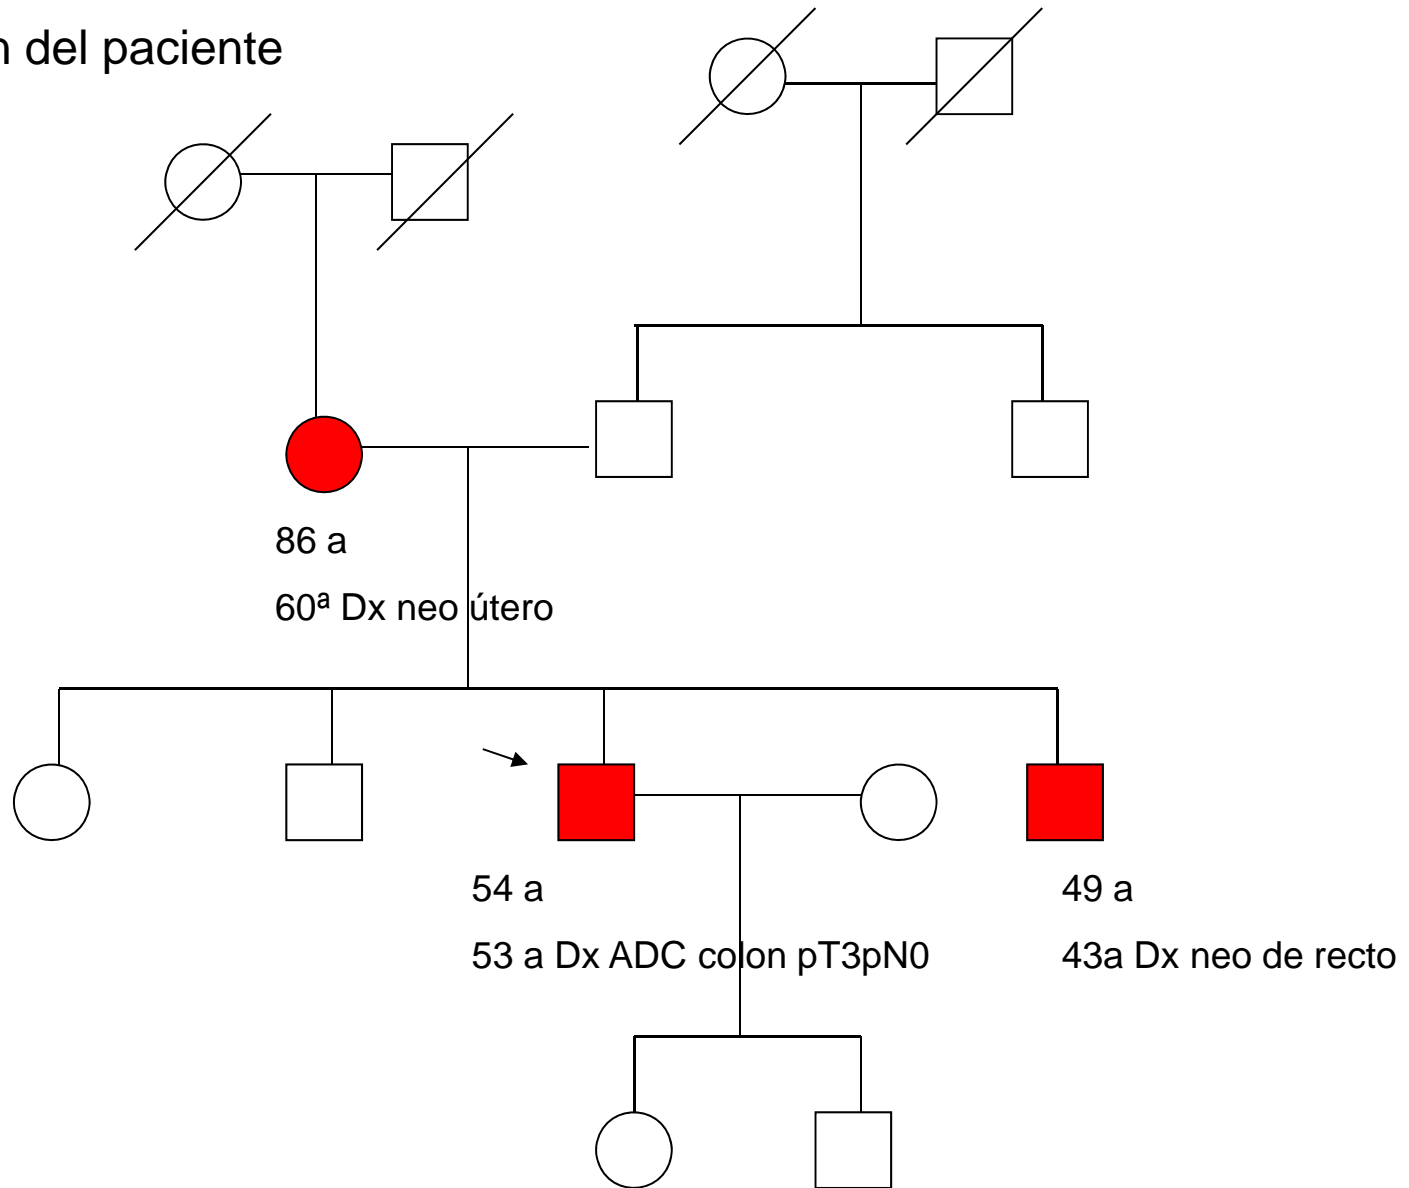 n del paciente
86 a
60ª Dx neo útero
54 a
53 a Dx ADC colon pT3pN0
49 a
43a Dx neo de recto